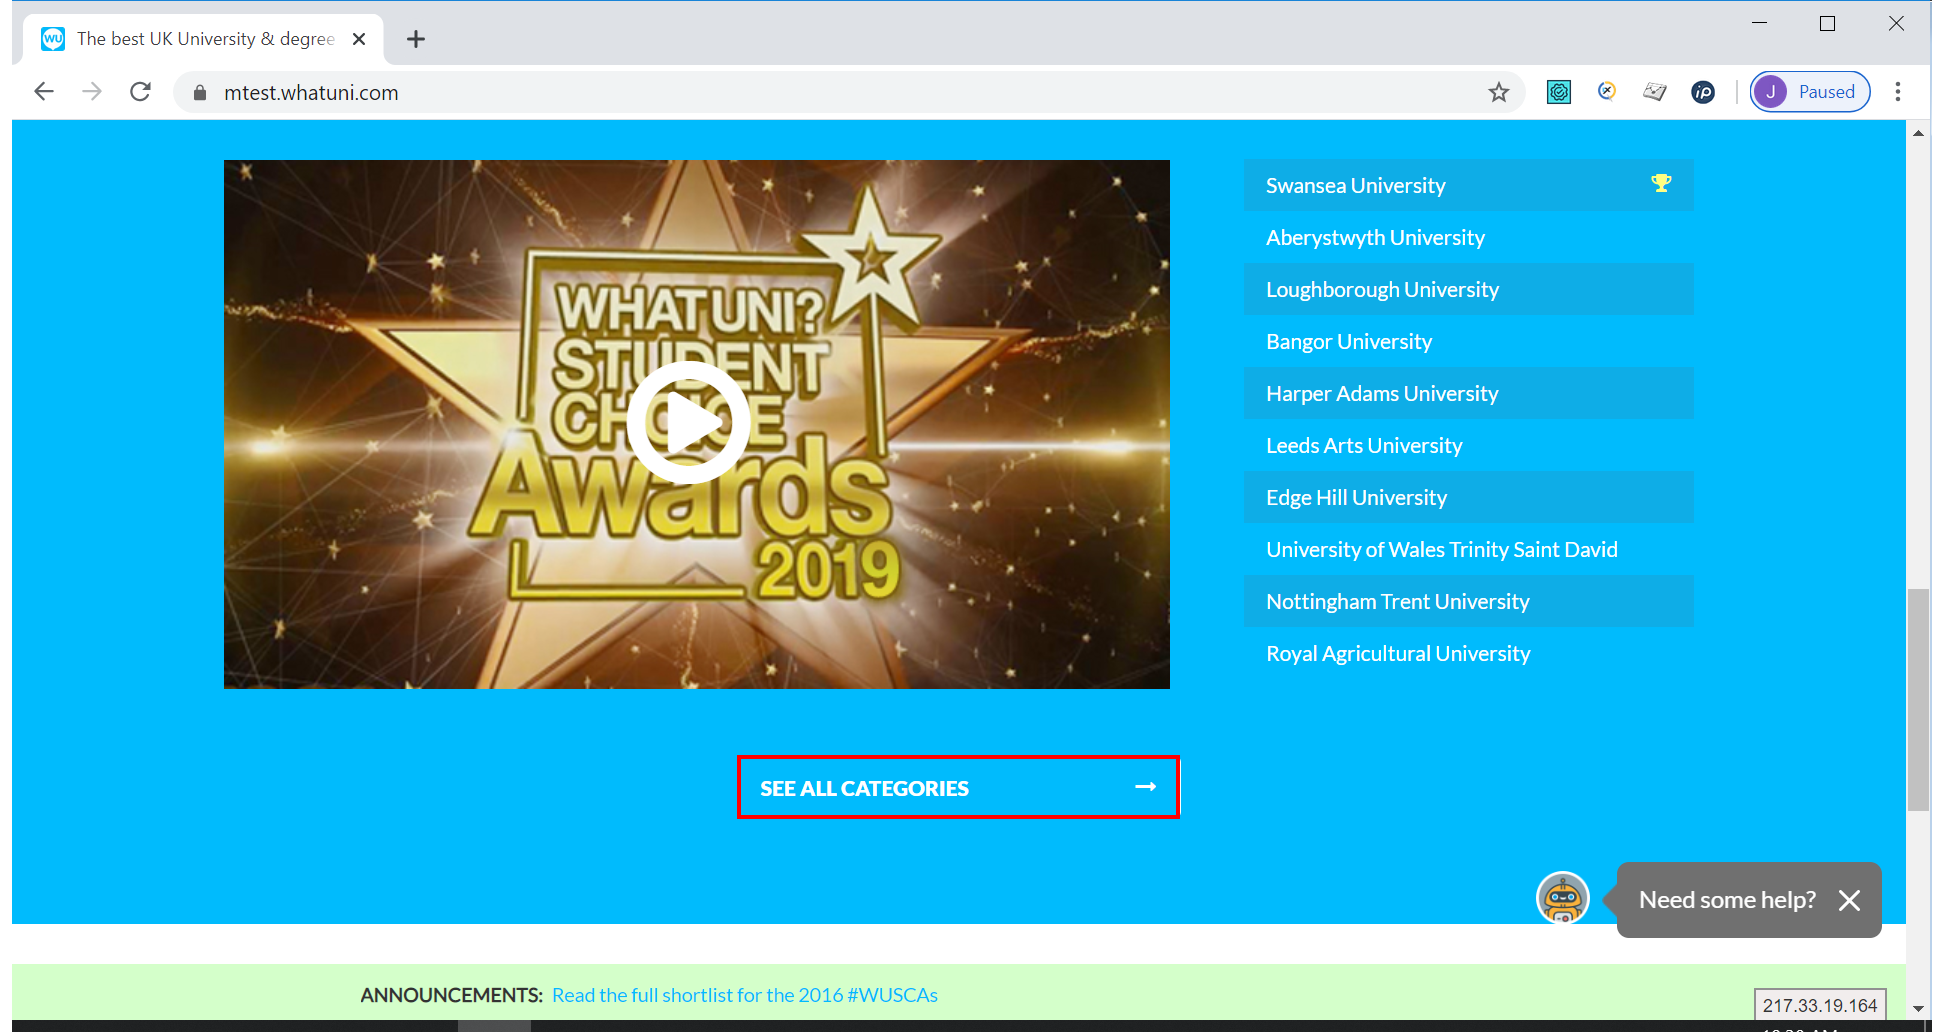 WU The best UK University & degree
mtest.whatuni.com
J Paused
WHATUNI?
STUDENT
CHOICE
Awards
2019
Swansea University
Aberystwyth University
Loughborough University
Bangor University
Harper Adams University
Leeds Arts University
Edge Hill University
University of Wales Trinity Saint David
Nottingham Trent University
Royal Agricultural University
SEE ALL CATEGORIES
Need some help?
ANNOUNCEMENTS: Read the full shortlist for the 2016 #WUSCAs
217.33.19.164